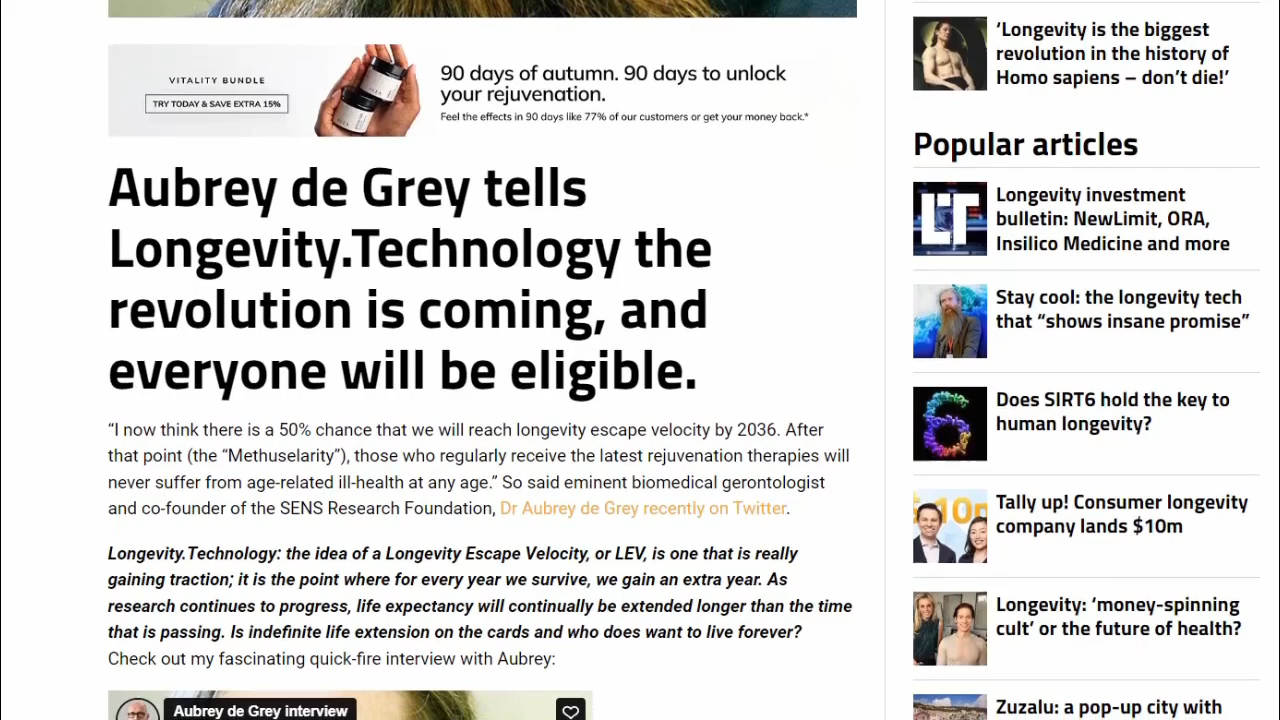 VITALITY BUNDLE
TRY TODAY & SAVE EXTRA 15%
90 days of autumn. 90 days to unlock
your rejuvenation.
Feel the effects in 90 days like 77% of our customers or get your money back.*
Aubrey de Grey tells
Longevity.Technology the
revolution is coming, and
everyone will be eligible.
“I now think there is a 50% chance that we will reach longevity escape velocity by 2036. After
that point (the “Methuselarity”), those who regularly receive the latest rejuvenation therapies will
never suffer from age-related ill-health at any age.” So said eminent biomedical gerontologist
and co-founder of the SENS Research Foundation, Dr Aubrey de Grey recently on Twitter.
Longevity.Technology: the idea of a Longevity Escape Velocity, or LEV, is one that is really
gaining traction; it is the point where for every year we survive, we gain an extra year. As
research continues to progress, life expectancy will continually be extended longer than the time
that is passing. Is indefinite life extension on the cards and who does want to live forever?
Check out my fascinating quick-fire interview with Aubrey:
Aubrey de Grey interview
‘Longevity is the biggest
revolution in the history of
Homo sapiens – don’t die!’
Popular articles
LT
Longevity investment
bulletin: NewLimit, ORA,
Insilico Medicine and more
Stay cool: the longevity tech
that “shows insane promise”
Does SIRT6 hold the key to
human longevity?
Tally up! Consumer longevity
company lands $10m
Longevity: ‘money-spinning
cult’ or the future of health?
Zuzalu: a pop-up city with